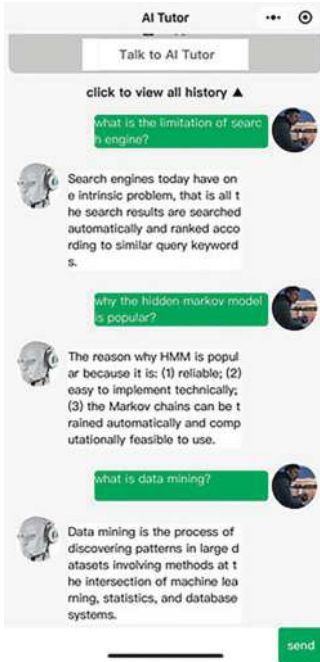 AI Tutor
Talk to AI Tutor
click to view all history ▲
what is the limitation of searc
h engine?
Search engines today have on
e intrinsic problem, that is all t
he search results are searched
automatically and ranked acco
rding to similar query keyword
s.
why the hidden markov model
is popular?
The reason why HMM is popul
ar because it is: (1) reliable; (2)
easy to implement technically;
(3) the Markov chains can be t
rained automatically and comp
utationally feasible to use.
what is data mining?
Data mining is the process of
discovering patterns in large d
atasets involving methods at t
he intersection of machine lea
rning, statistics, and database
systems.
send